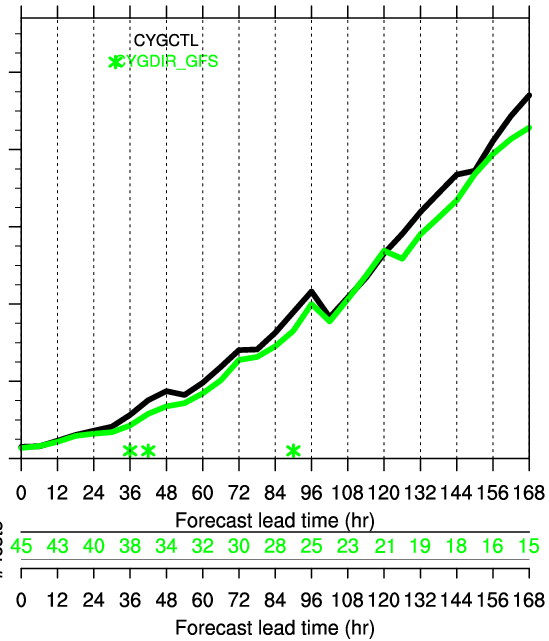 CYGCTL
CYGDIR_GFS
0 12 24 36 48 60 72 84 96 108 120 132 144 156 168
Forecast lead time (hr)
45 43 40 38 34 32 30 28 25 23 21 19 18 16 15
0 12 24 36 48 60 72 84 96 108 120 132 144 156 168
Forecast lead time (hr)